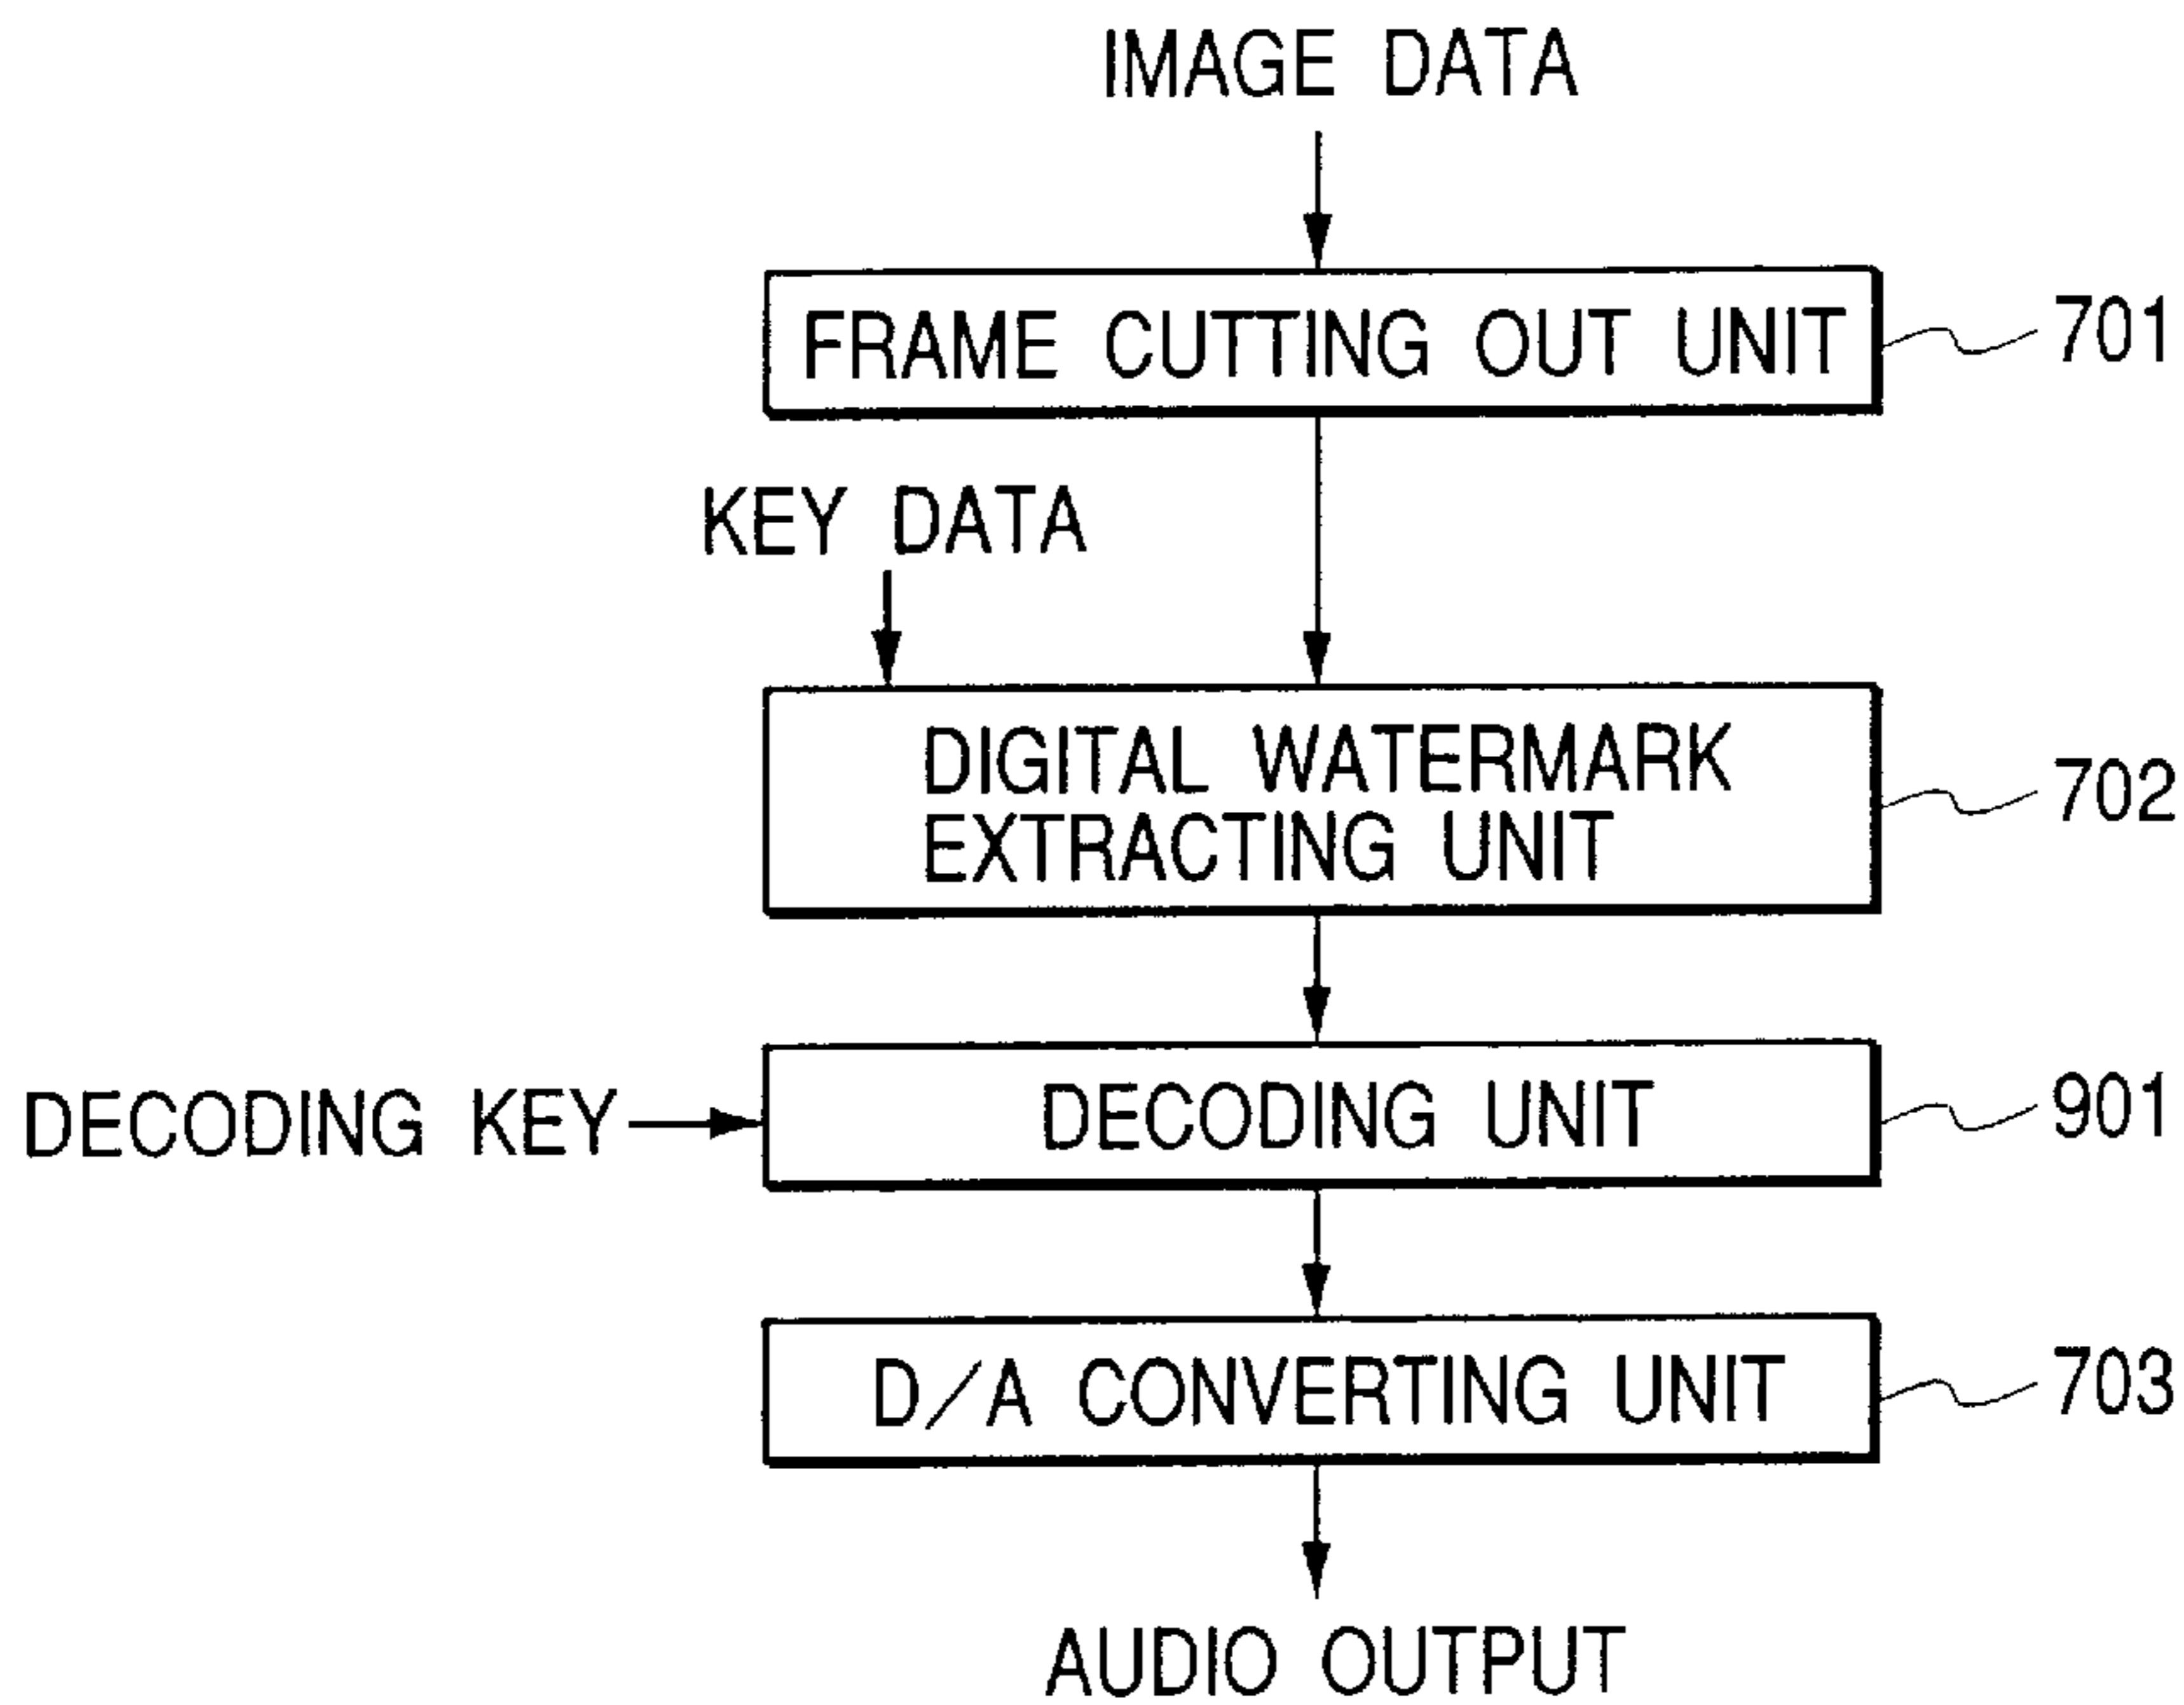 IMAGE DATA
FRAME CUTTING OUT UNIT
701
KEY DATA
DIGITAL WATERMARK
EXTRACTING UNIT
702
DECODING KEY
DECODING UNIT
901
D/A CONVERTING UNIT
703
AUDIO OUTPUT